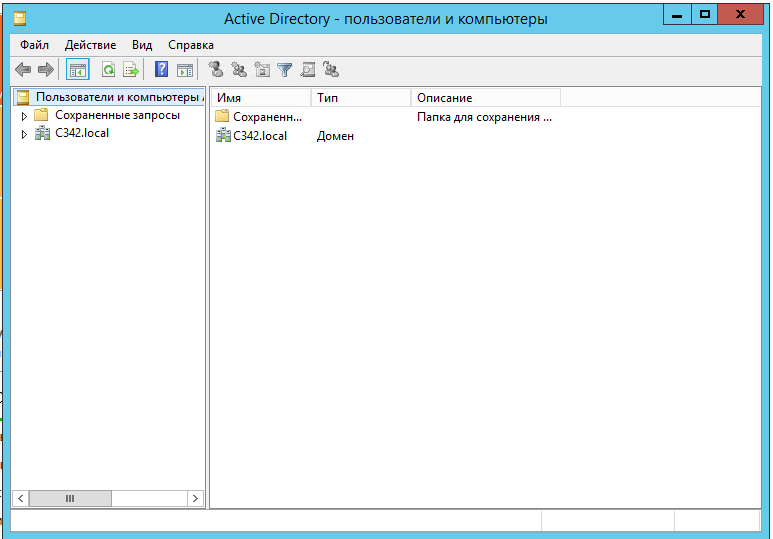 Active Directory - пользователи и компьютеры
Файл Действие Вид Справка
Пользователи и компьютеры
Сохраненные запросы
C342.local
Имя Тип Описание
Сохраненн... Папка для сохранения ...
C342.local Домен